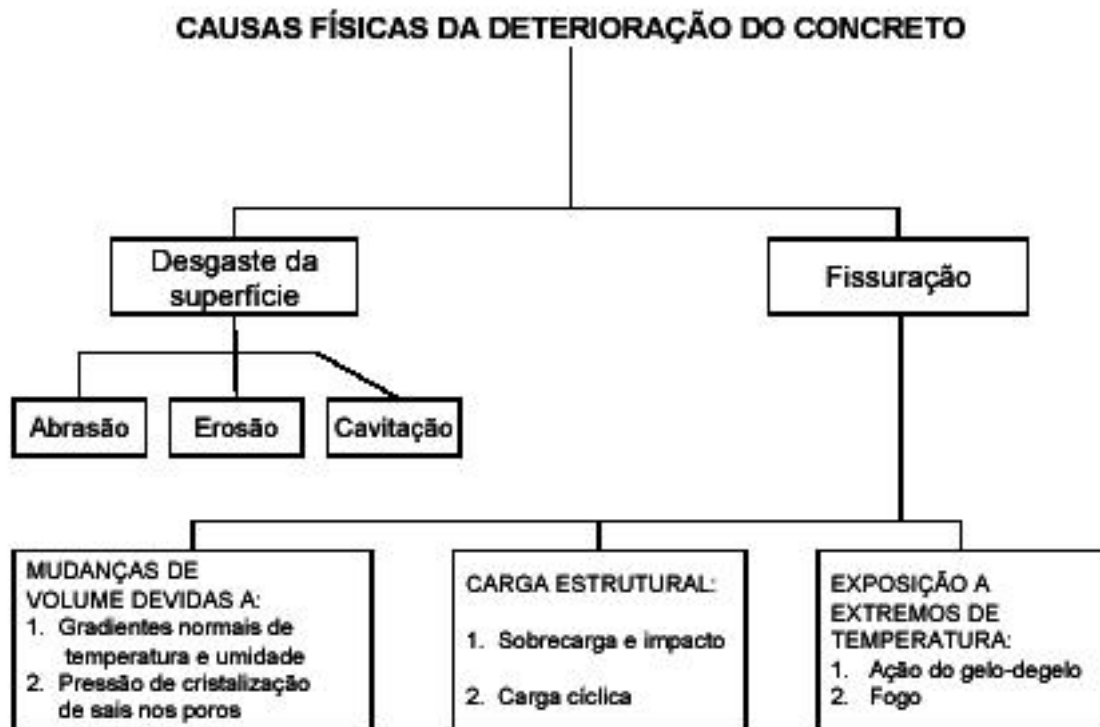 CAUSAS FÍSICAS DA DETERIORAÇÃO DO CONCRETO
Desgaste da
superfície
Fissuração
Abrasão
Erosão
Cavitação
MUDANÇAS DE
VOLUME DEVIDAS A:
1. Gradientes normais de
temperatura e umidade
2. Pressão de cristalização
de sais nos poros
CARGA ESTRUTURAL:
1. Sobrecarga e impacto
2. Carga cíclica
EXPOSIÇÃO A
EXTREMOS DE
TEMPERATURA:
1. Ação do gelo-degelo
2. Fogo